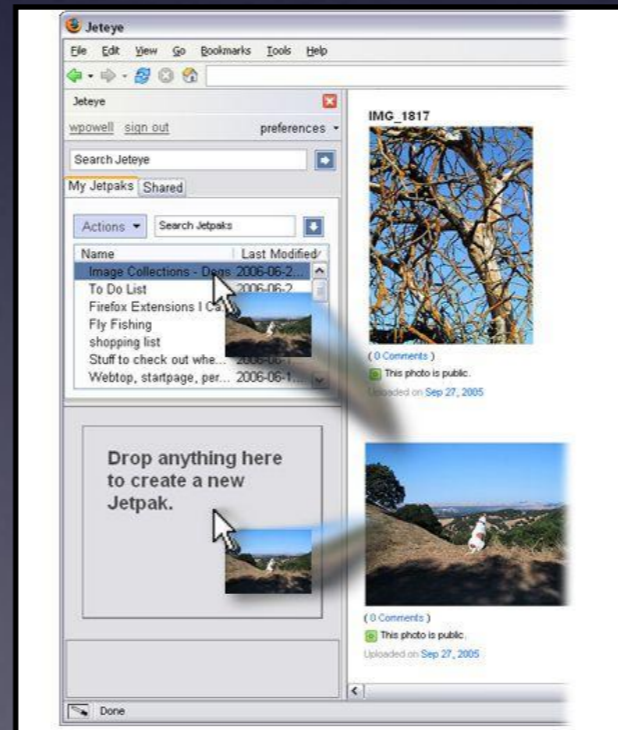 Jeteye
File Edit View Go Bookmarks Tools Help
Jeteye
wpowell sign out preferences
Search Jeteye
My Jetpaks Shared
Actions Search Jetpaks
Name Last Modified
Image Collections - Dogs 2006-06-2...
To Do List 2006-06-2
Firefox Extensions I
Fly Fishing
shopping list
Stuff to check out whe...
Webtop, startpage, per... 2006-06-1...
Drop anything here
to create a new
Jetpak.
Done
IMG_1817
( 0 Comments )
This photo is public.
Uploaded on Sep 27, 2005
( 0 Comments )
This photo is public.
Uploaded on Sep 27, 2005